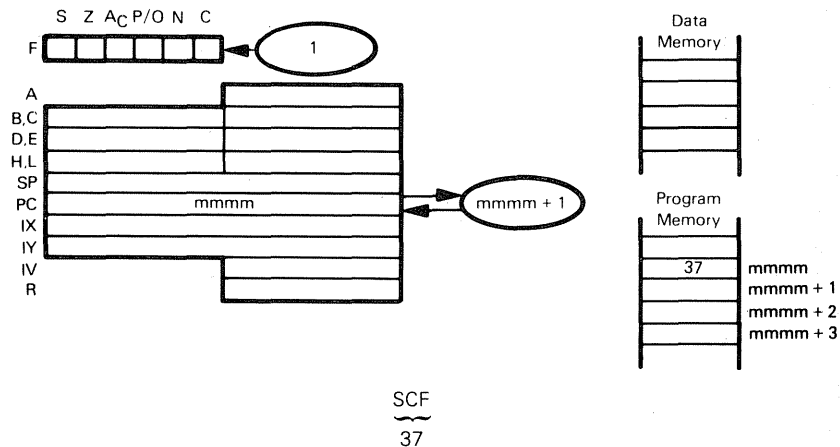 S Z AC P/O N C
F
1
A
B,C
D,E
H,L
SP
PC mmmm
mmmm + 1
IX
IY
IV
R
Data
Memory
Program
Memory
37 mmmm
mmmm + 1
mmmm + 2
mmmm + 3
SCF
37